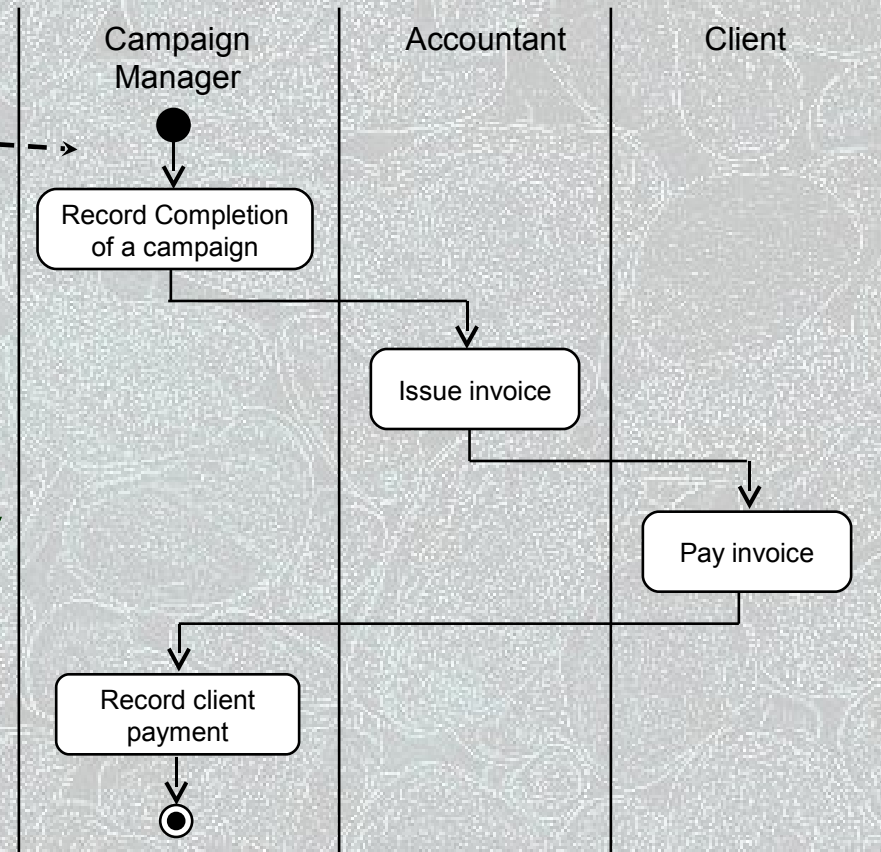 Campaign
Manager
Accountant
Client
Record Completion
of a campaign
Issue invoice
Pay invoice
Record client
payment